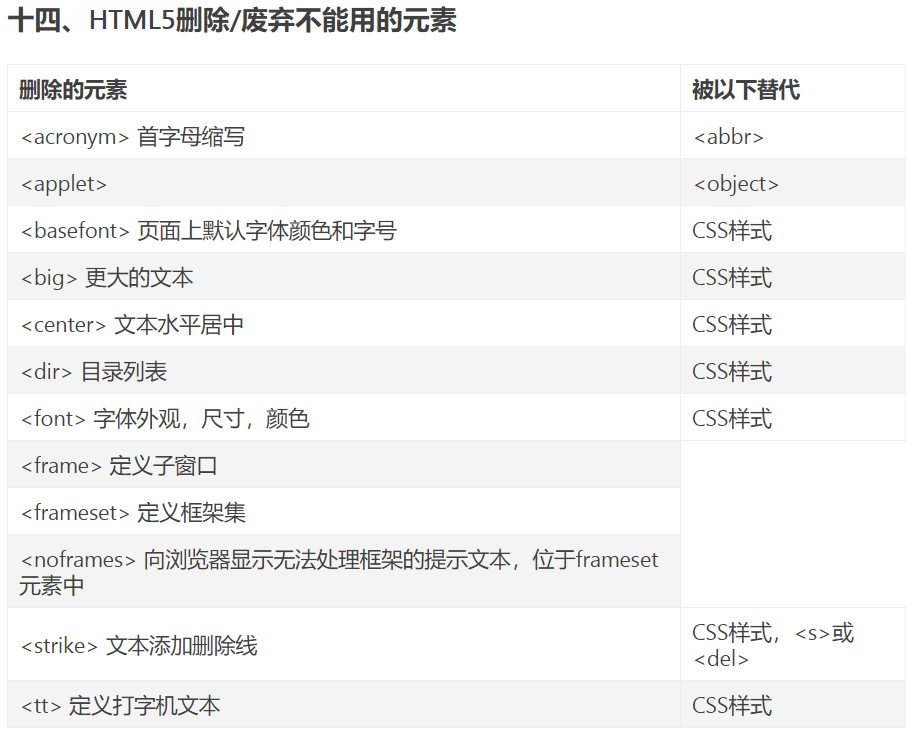 十四、HTML5删除/废弃不能用的元素
删除的元素 被以下替代
<acronym> 首字母缩写 <abbr>
<applet> <object>
<basefont> 页面上默认字体颜色和字号 CSS样式
<big> 更大的文本 CSS样式
<center> 文本水平居中 CSS样式
<dir> 目录列表 CSS样式
<font> 字体外观，尺寸，颜色 CSS样式
<frame> 定义子窗口
<frameset> 定义框架集
<noframes> 向浏览器显示无法处理框架的提示文本，位于frameset
元素中
<strike> 文本添加删除线 CSS样式，<s>或
<del>
<tt> 定义打字机文本 CSS样式